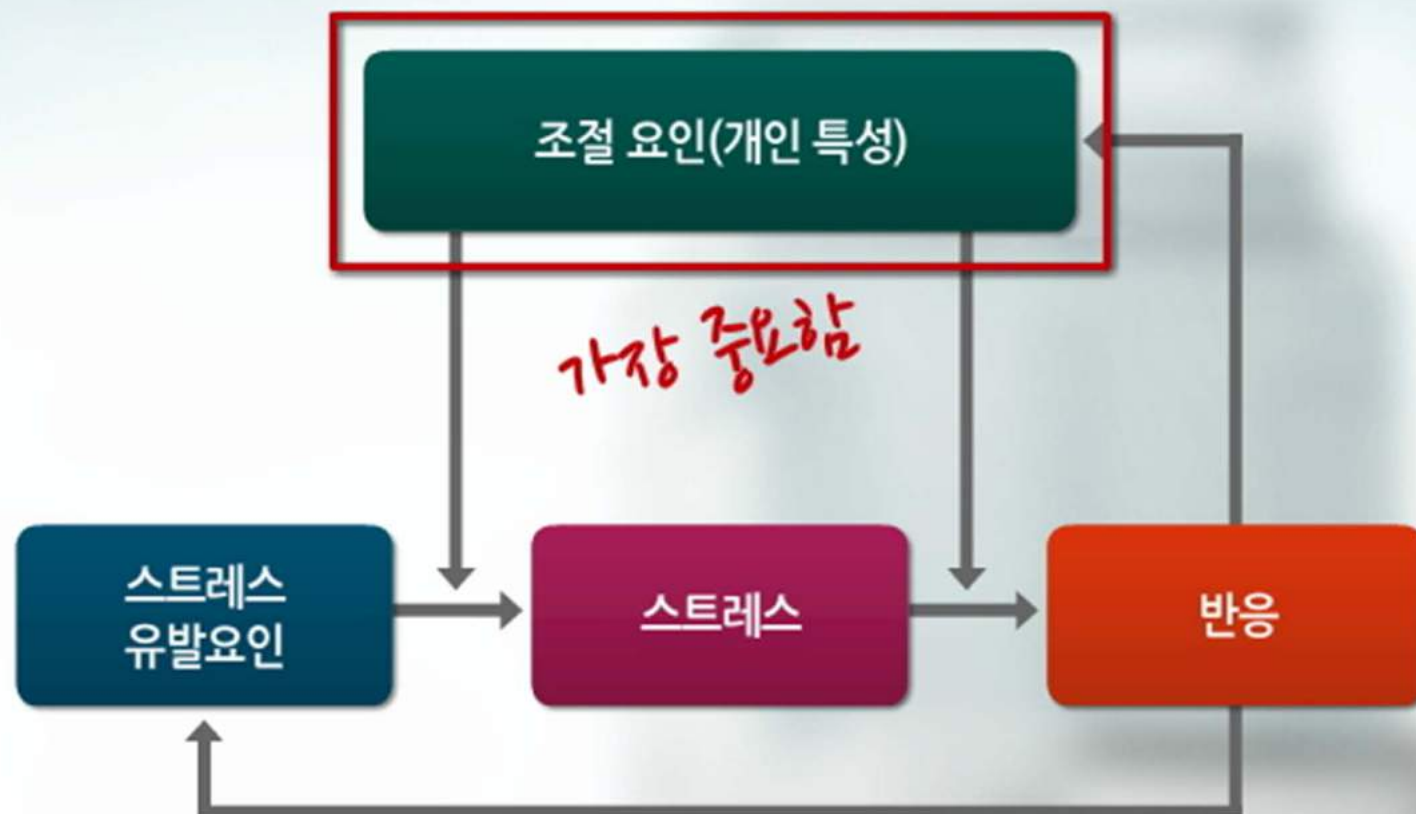 조절 요인(개인 특성)
가장 중요함
스트레스
유발요인
스트레스
반응